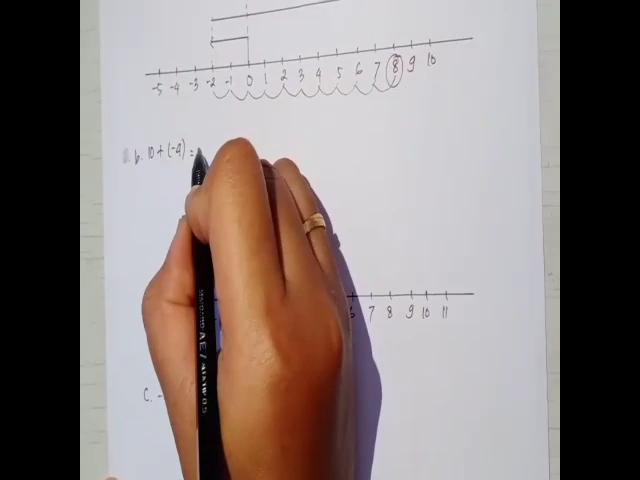 -5 -4 -3 -2 -1 0 1 2 3 4 5 6 7 8 9 10
b. 10 + (-4) =
6 7 8 9 10 11
C. -